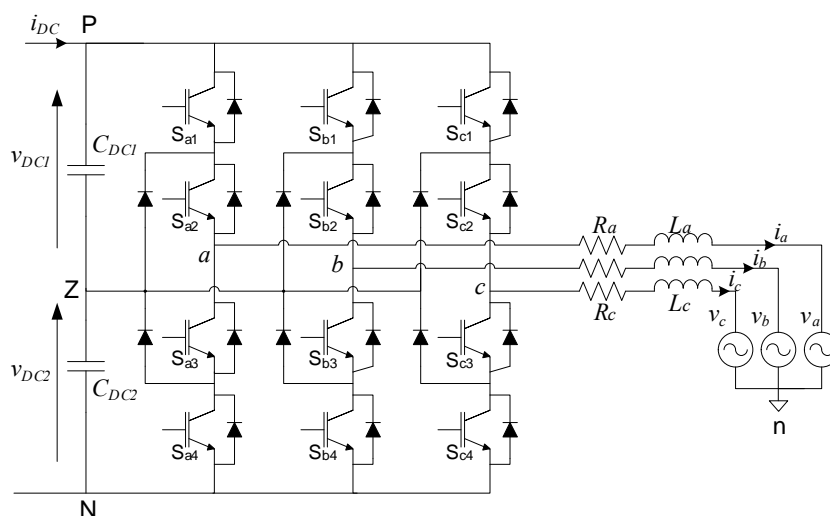 i_DC
P
S_a1
S_b1
S_c1
v_DC1
C_DC1
S_a2
S_b2
S_c2
R_a
L_a
i_a
a
b
i_b
Z
c
i_c
R_c
L_c
v_c
v_b
v_a
S_a3
S_b3
S_c3
v_DC2
C_DC2
n
S_a4
S_b4
S_c4
N